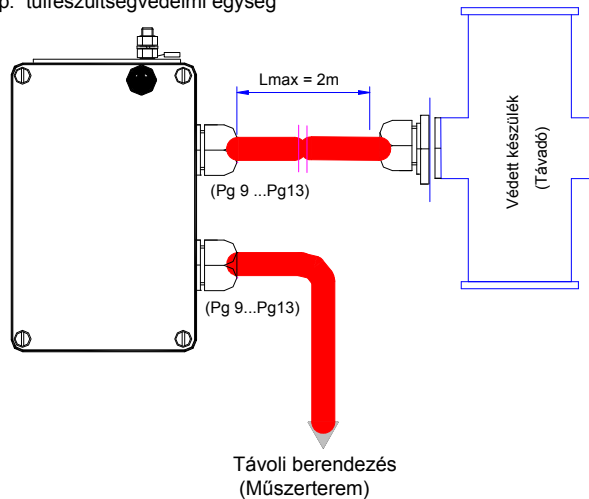 p. túlfeszültségvédelmi egység
Lmax = 2m
(Pg 9 ...Pg13)
Védett készülék
(Távadó)
(Pg 9...Pg13)
Távoli berendezés
(Műszerterem)